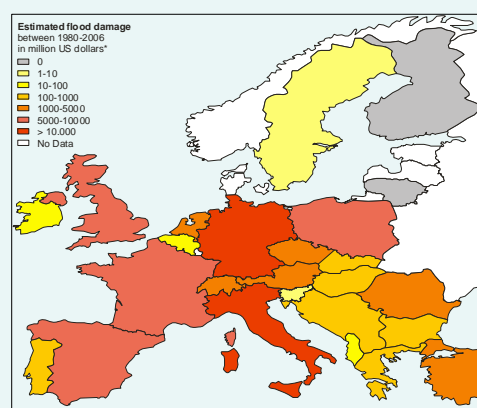 Estimated flood damage
between 1980-2006
in million US dollars*
0
1-10
10-100
100-1000
1000-5000
5000-10000
> 10.000
No Data